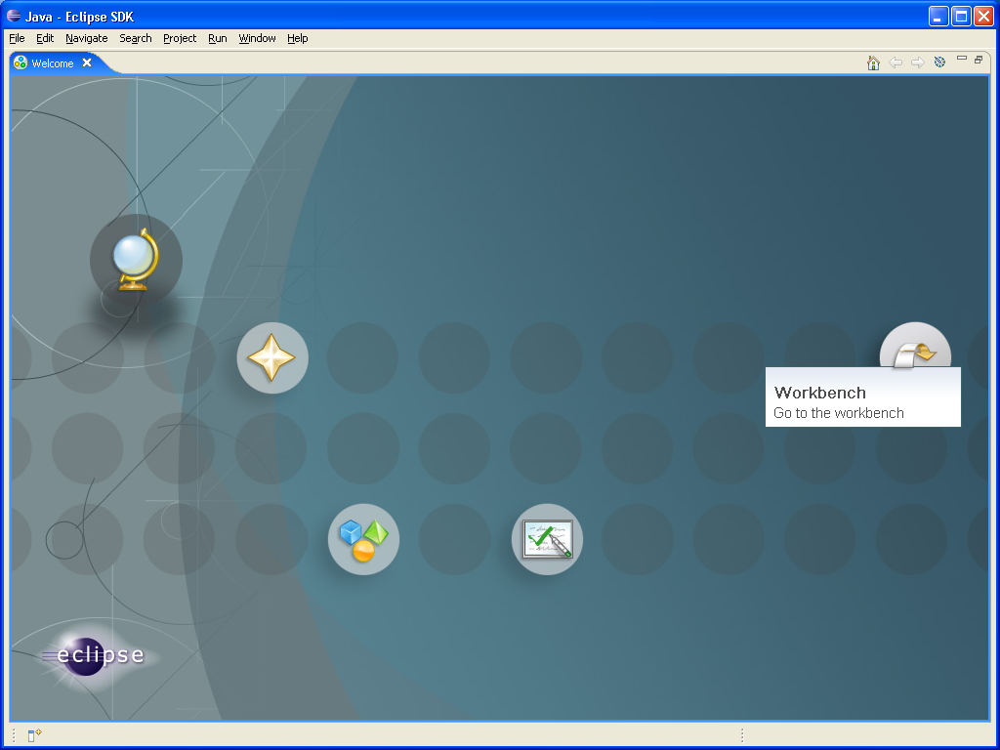 Java - Eclipse SDK
File Edit Navigate Search Project Run Window Help
Welcome
Workbench
Go to the workbench
eclipse